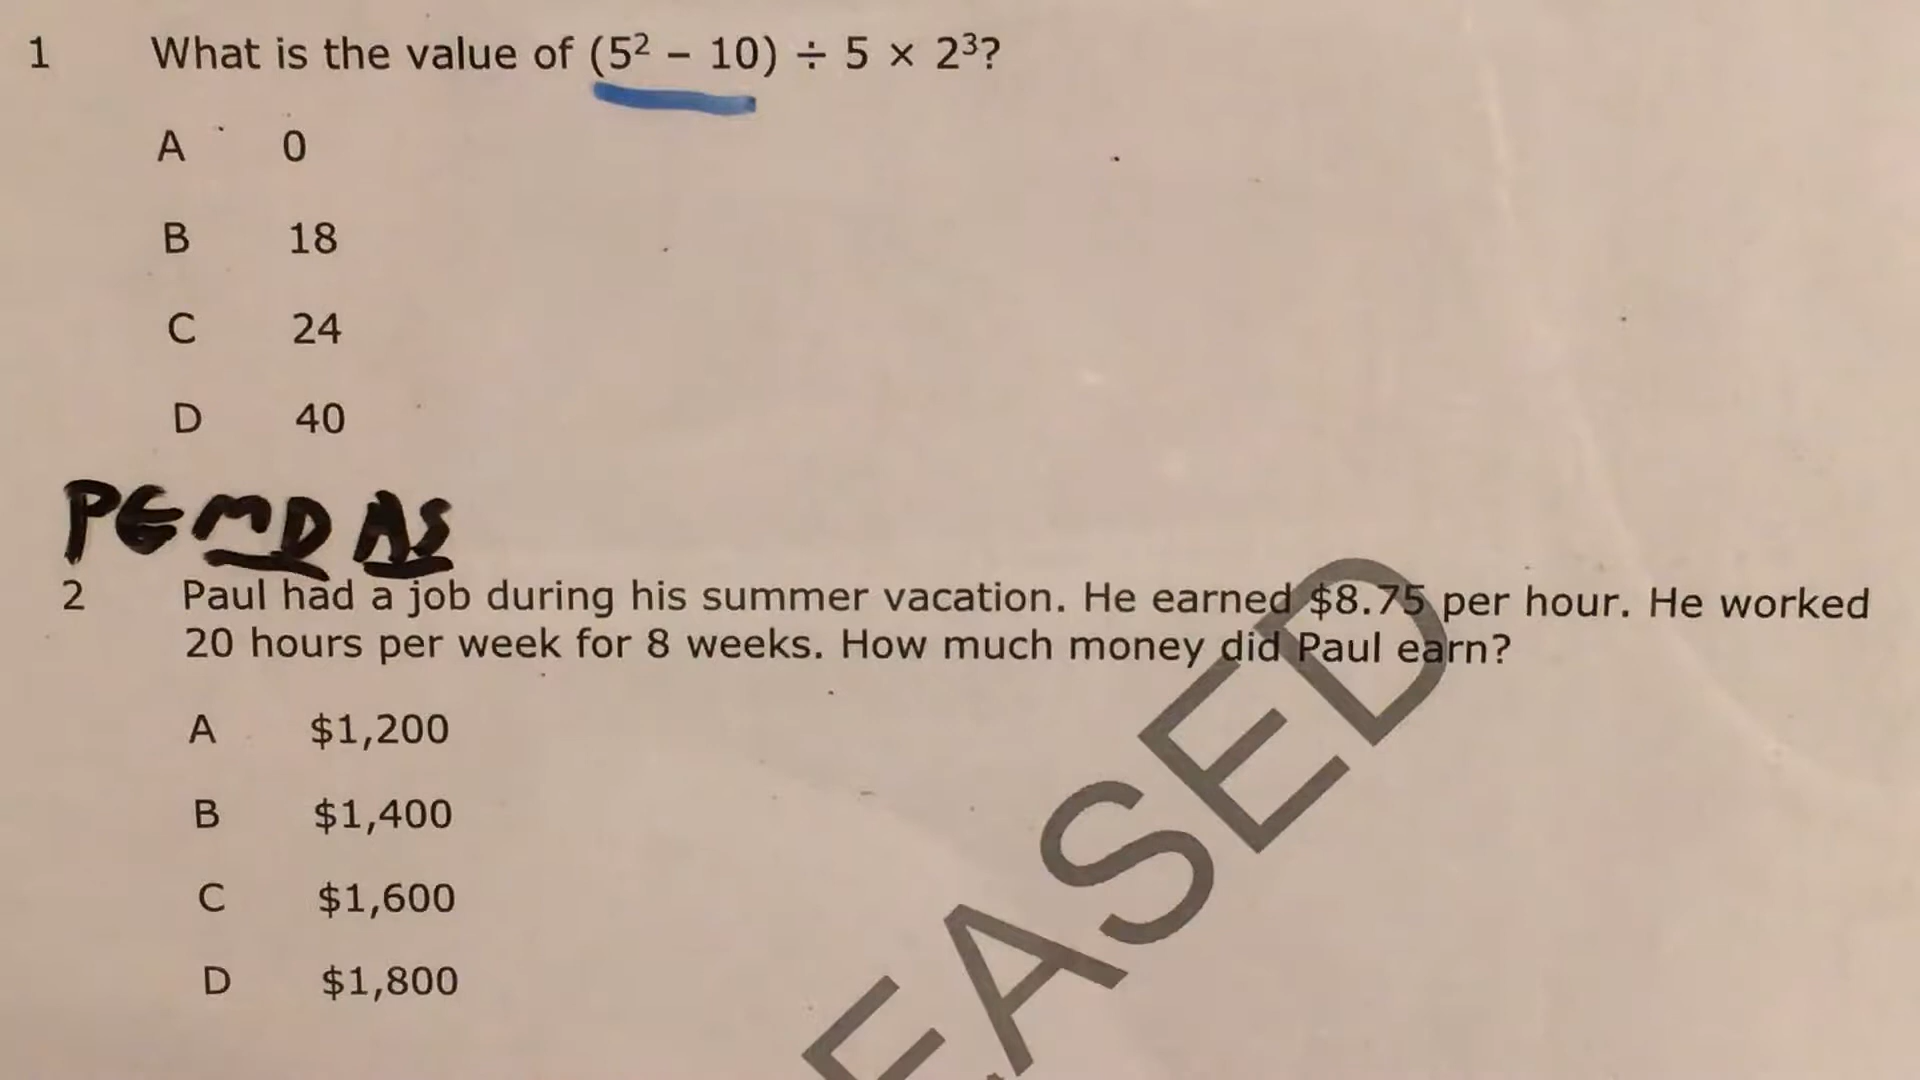 1 What is the value of (5² – 10) ÷ 5 × 2³?
A 0
B 18
C 24
D 40
PEMDAS
2 Paul had a job during his summer vacation. He earned $8.75 per hour. He worked
20 hours per week for 8 weeks. How much money did Paul earn?
A $1,200
B $1,400
C $1,600
D $1,800
EASED